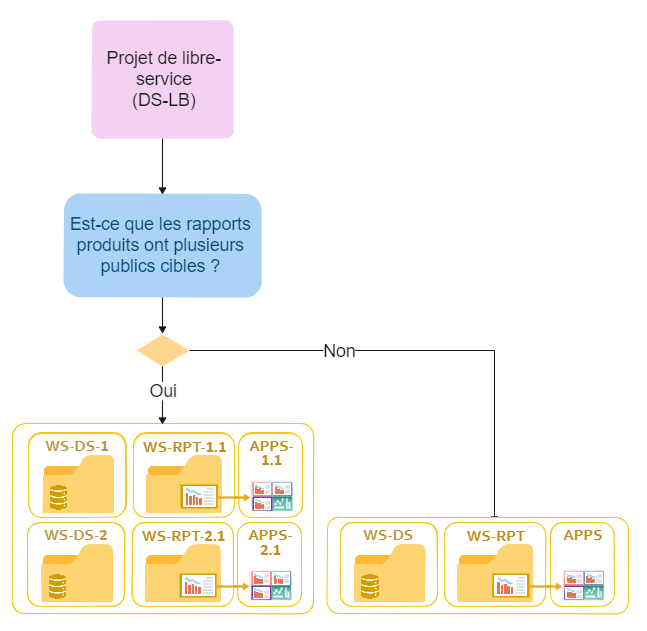 Projet de libre-
service
(DS-LB)
Est-ce que les rapports
produits ont plusieurs
publics cibles ?
Non
Oui
WS-DS-1
WS-RPT-1.1
APPS-
1.1
WS-DS-2
WS-RPT-2.1
APPS-
2.1
WS-DS
WS-RPT
APPS